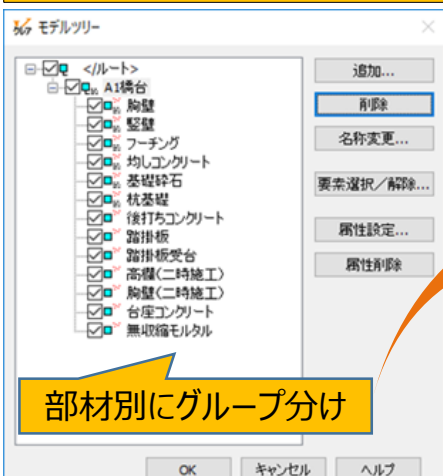 モデルツリー
</ルート>
A1橋台
胸壁
竪壁
フーチング
均しコンクリート
基礎砕石
杭基礎
後打ちコンクリート
踏掛板
踏掛板受台
高欄(二時施工)
胸壁(二時施工)
台座コンクリート
無収縮モルタル
追加...
削除
名称変更...
要素選択/解除...
属性設定...
属性削除
部材別にグループ分け
OK
キャンセル
ヘルプ